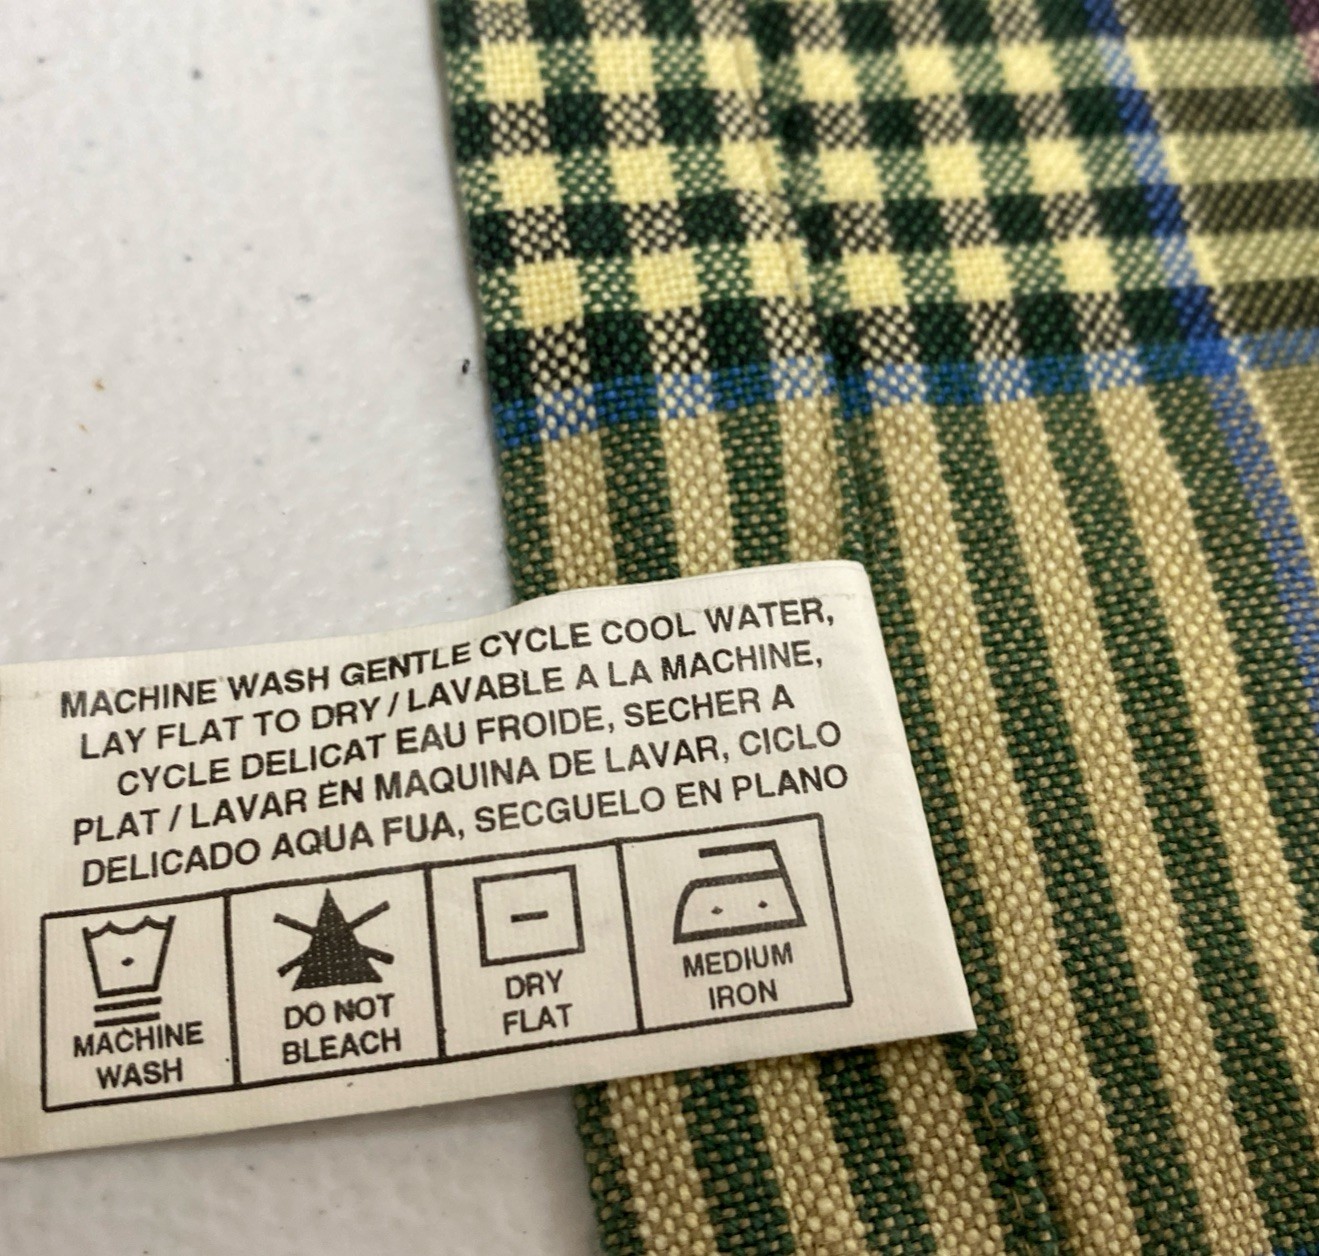 MACHINE WASH GENTLE CYCLE COOL WATER,
LAY FLAT TO DRY / LAVABLE A LA MACHINE,
CYCLE DELICAT EAU FROIDE, SECHER A
PLAT / LAVAR EN MAQUINA DE LAVAR, CICLO
DELICADO AQUA FUA, SECGUELO EN PLANO
MACHINE
WASH
DO NOT
BLEACH
DRY
FLAT
MEDIUM
IRON